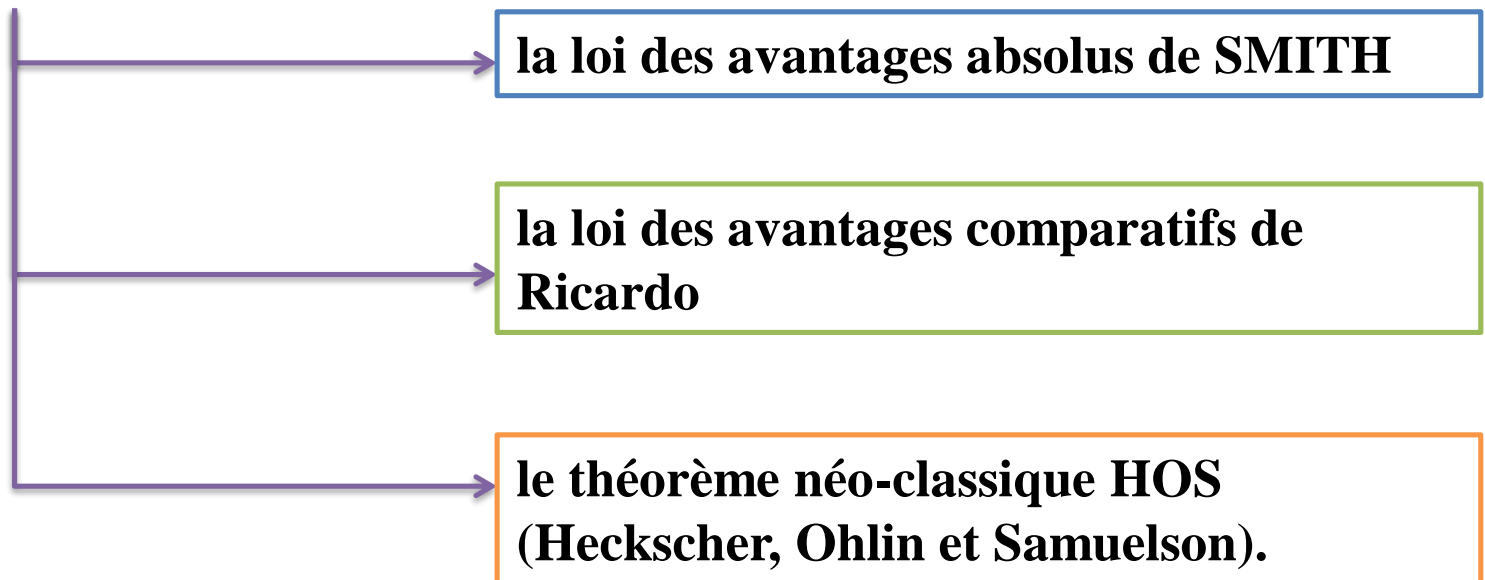 la loi des avantages absolus de SMITH
la loi des avantages comparatifs de
Ricardo
le théorème néo-classique HOS
(Heckscher, Ohlin et Samuelson).